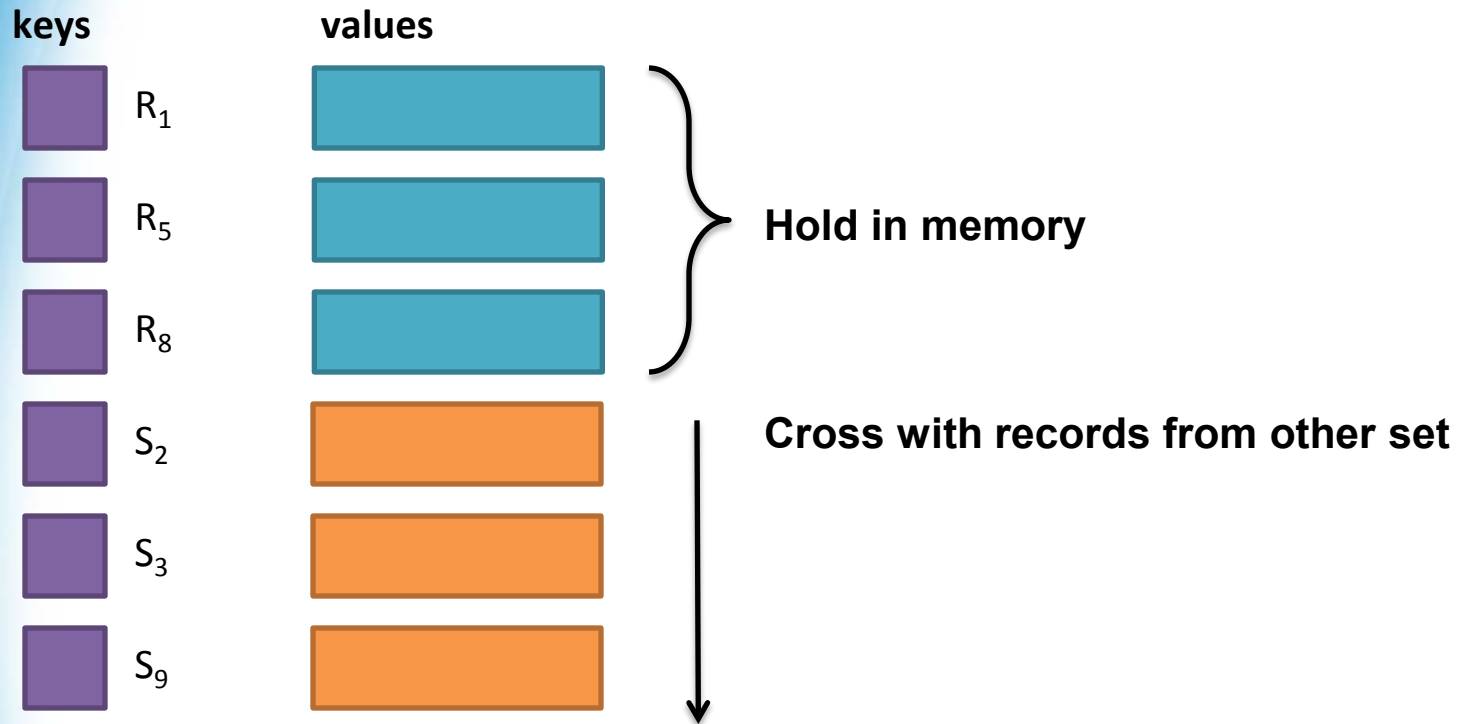 keys values
R₁
R₅
Hold in memory
R₈
Cross with records from other set
S₂
S₃
S₉